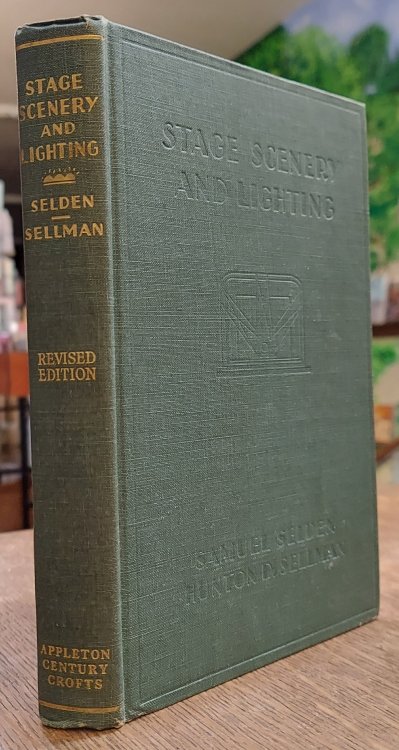 STAGE
SCENERY
AND
LIGHTING
SELDEN
SELLMAN
REVISED
EDITION
APPLETON
CENTURY
CROFTS
STAGE SCENERY
AND LIGHTING
SAMUEL SELDEN
HUNTON D. SELLMAN